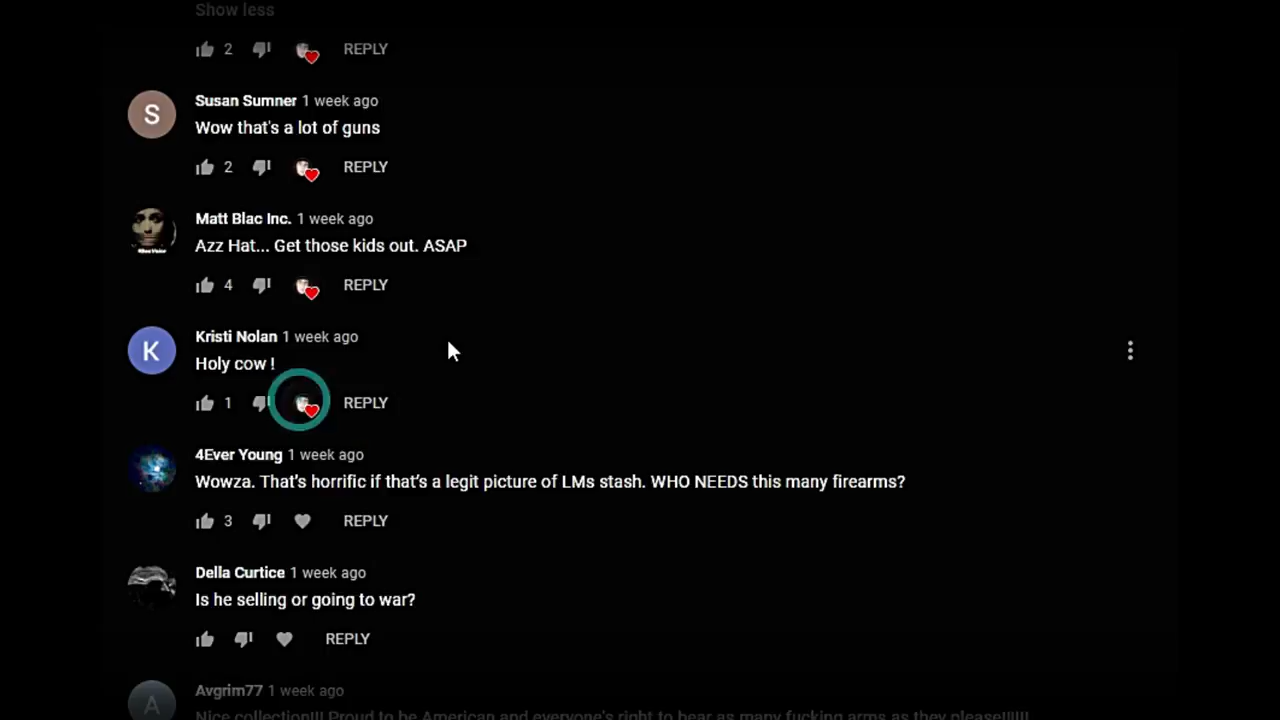 Show less
2 REPLY
S
Susan Sumner 1 week ago
Wow that's a lot of guns
2 REPLY
Matt Blac Inc. 1 week ago
Azz Hat... Get those kids out. ASAP
4 REPLY
K
Kristi Nolan 1 week ago
Holy cow !
1 REPLY
4Ever Young 1 week ago
Wowza. That’s horrific if that’s a legit picture of LMs stash. WHO NEEDS this many firearms?
3 REPLY
Della Curtice 1 week ago
Is he selling or going to war?
REPLY
A
Avgrim77 1 week ago
Nice collection!!! Proud to be American and everyone's right to bear as many fucking arms as they please!!!!!!